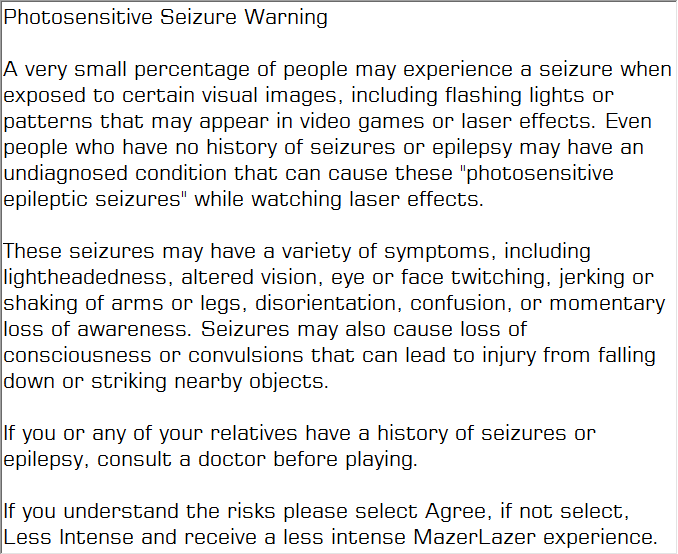 Photosensitive Seizure Warning
A very small percentage of people may experience a seizure when
exposed to certain visual images, including flashing lights or
patterns that may appear in video games or laser effects. Even
people who have no history of seizures or epilepsy may have an
undiagnosed condition that can cause these "photosensitive
epileptic seizures" while watching laser effects.
These seizures may have a variety of symptoms, including
lightheadedness, altered vision, eye or face twitching, jerking or
shaking of arms or legs, disorientation, confusion, or momentary
loss of awareness. Seizures may also cause loss of
consciousness or convulsions that can lead to injury from falling
down or striking nearby objects.
If you or any of your relatives have a history of seizures or
epilepsy, consult a doctor before playing.
If you understand the risks please select Agree, if not select,
Less Intense and receive a less intense MazerLazer experience.